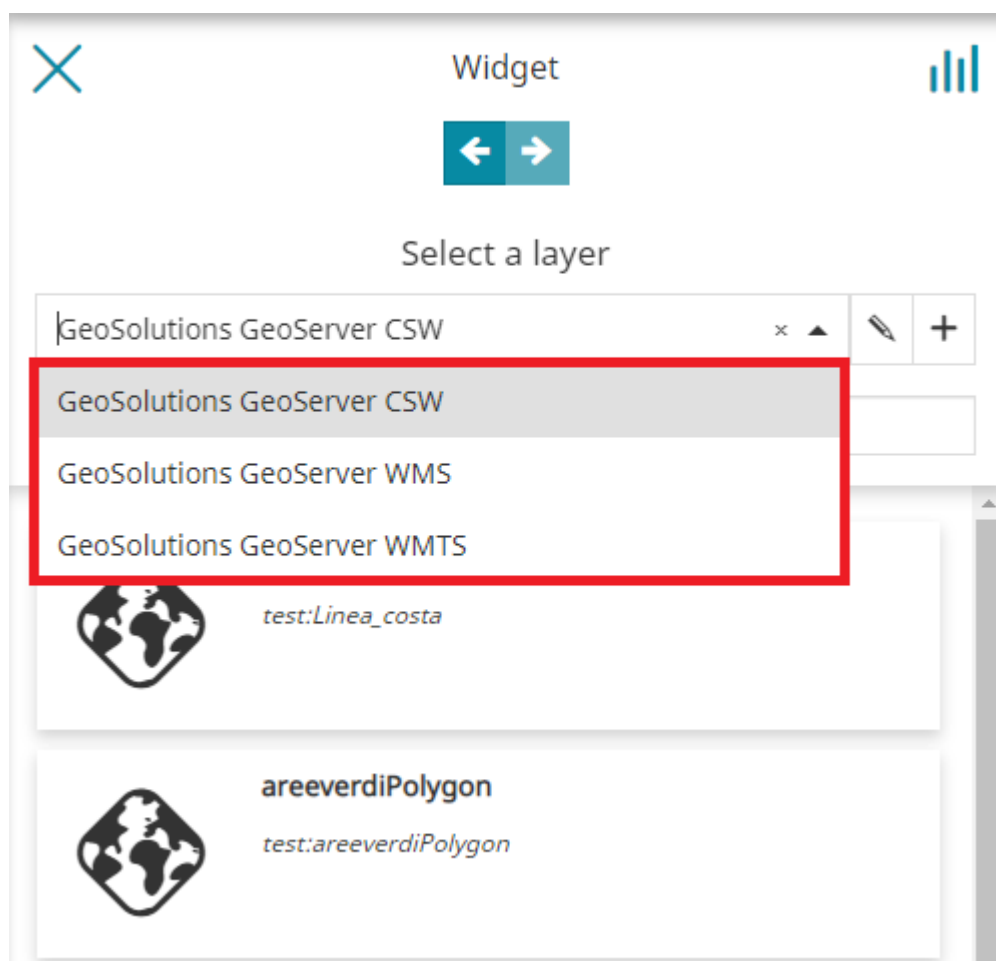 Widget
Select a layer
GeoSolutions GeoServer CSW
GeoSolutions GeoServer CSW
GeoSolutions GeoServer WMS
GeoSolutions GeoServer WMTS
test:Linea_costa
areeverdiPolygon
test:areeverdiPolygon